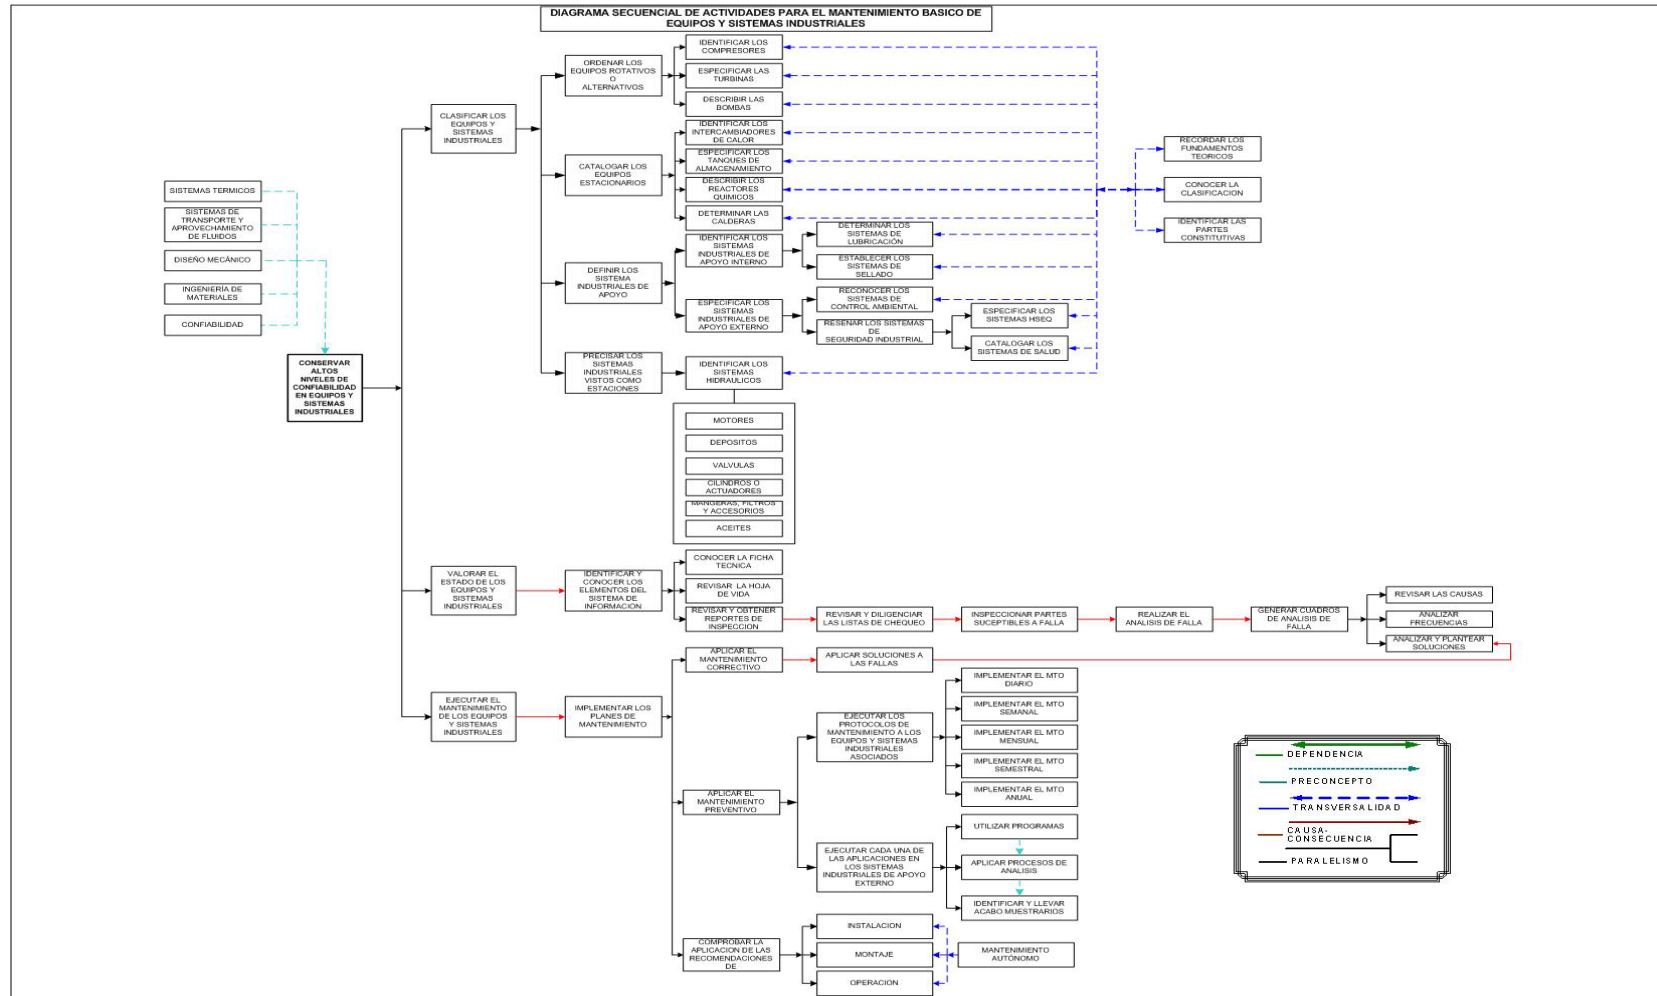 DIAGRAMA SECUENCIAL DE ACTIVIDADES PARA EL MANTENIMIENTO BASICO DE
EQUIPOS Y SISTEMAS INDUSTRIALES
SISTEMAS TERMICOS
SISTEMAS DE
TRANSPORTE Y
APROVECHAMIENTO
DE FLUIDOS
DISEÑO MECÁNICO
INGENIERÍA DE
MATERIALES
CONFIABILIDAD
CONSERVAR
ALTOS
NIVELES DE
CONFIABILIDAD
EN EQUIPOS Y
SISTEMAS
INDUSTRIALES
CLASIFICAR LOS
EQUIPOS Y
SISTEMAS
INDUSTRIALES
ORDENAR LOS
EQUIPOS ROTATIVOS
O
ALTERNATIVOS
IDENTIFICAR LOS
COMPRESORES
ESPECIFICAR LAS
TURBINAS
DESCRIBIR LAS
BOMBAS
CATALOGAR LOS
EQUIPOS
ESTACIONARIOS
IDENTIFICAR LOS
INTERCAMBIADORES
DE CALOR
ESPECIFICAR LOS
TANQUES DE
ALMACENAMIENTO
DESCRIBIR LOS
REACTORES
QUIMICOS
DETERMINAR LAS
CALDERAS
DEFINIR LOS
SISTEMA
INDUSTRIALES DE
APOYO
IDENTIFICAR LOS
SISTEMAS
INDUSTRIALES DE
APOYO INTERNO
DETERMINAR LOS
SISTEMAS DE
LUBRICACIÓN
ESTABLECER LOS
SISTEMAS DE
SELLADO
ESPECIFICAR LOS
SISTEMAS
INDUSTRIALES DE
APOYO EXTERNO
RECONOCER LOS
SISTEMAS DE
CONTROL AMBIENTAL
RESENAR LOS SISTEMAS
DE
SEGURIDAD INDUSTRIAL
ESPECIFICAR LOS
SISTEMAS HSEQ
CATALOGAR LOS
SISTEMAS DE SALUD
PRECISAR LOS
SISTEMAS
INDUSTRIALES
VISTOS COMO
ESTACIONES
IDENTIFICAR LOS
SISTEMAS
HIDRAULICOS
MOTORES
DEPOSITOS
VALVULAS
CILINDROS O
ACTUADORES
MANGERAS, FILTROS
Y ACCESORIOS
ACEITES
RECORDAR LOS
FUNDAMENTOS
TEORICOS
CONOCER LA
CLASIFICACION
IDENTIFICAR LAS
PARTES
CONSTITUTIVAS
VALORAR EL
ESTADO DE LOS
EQUIPOS Y
SISTEMAS
INDUSTRIALES
IDENTIFICAR Y
CONOCER LOS
ELEMENTOS DEL
SISTEMA DE
INFORMACION
CONOCER LA FICHA
TECNICA
REVISAR LA HOJA
DE VIDA
REVISAR Y OBTENER
REPORTES DE
INSPECCION
REVISAR Y DILIGENCIAR
LAS LISTAS DE CHEQUEO
INSPECCIONAR PARTES
SUCEPTIBLES A FALLA
REALIZAR EL
ANALISIS DE FALLA
GENERAR CUADROS
DE ANALISIS DE
FALLA
REVISAR LAS CAUSAS
ANALIZAR
FRECUENCIAS
ANALIZAR Y PLANTEAR
SOLUCIONES
EJECUTAR EL
MANTENIMIENTO
DE LOS EQUIPOS
Y SISTEMAS
INDUSTRIALES
IMPLEMENTAR LOS
PLANES DE
MANTENIMIENTO
APLICAR EL
MANTENIMIENTO
CORRECTIVO
APLICAR SOLUCIONES A
LAS FALLAS
APLICAR EL
MANTENIMIENTO
PREVENTIVO
EJECUTAR LOS
PROTOCOLOS DE
MANTENIMIENTO A LOS
EQUIPOS Y SISTEMAS
INDUSTRIALES
ASOCIADOS
IMPLEMENTAR EL MTO
DIARIO
IMPLEMENTAR EL MTO
SEMANAL
IMPLEMENTAR EL MTO
MENSUAL
IMPLEMENTAR EL MTO
SEMESTRAL
IMPLEMENTAR EL MTO
ANUAL
EJECUTAR CADA UNA DE
LAS APLICACIONES EN
LOS SISTEMAS
INDUSTRIALES DE APOYO
EXTERNO
UTILIZAR PROGRAMAS
APLICAR PROCESOS DE
ANALISIS
IDENTIFICAR Y LLEVAR
ACABO MUESTRARIOS
COMPROBAR LA
APLICACION DE LAS
RECOMENDACIONES
DE
INSTALACION
MONTAJE
OPERACION
MANTENIMIENTO
AUTÓNOMO
DEPENDENCIA
PRECONCEPTO
TRANSVERSALIDAD
CAUSA-
CONSECUENCIA
PARALELISMO